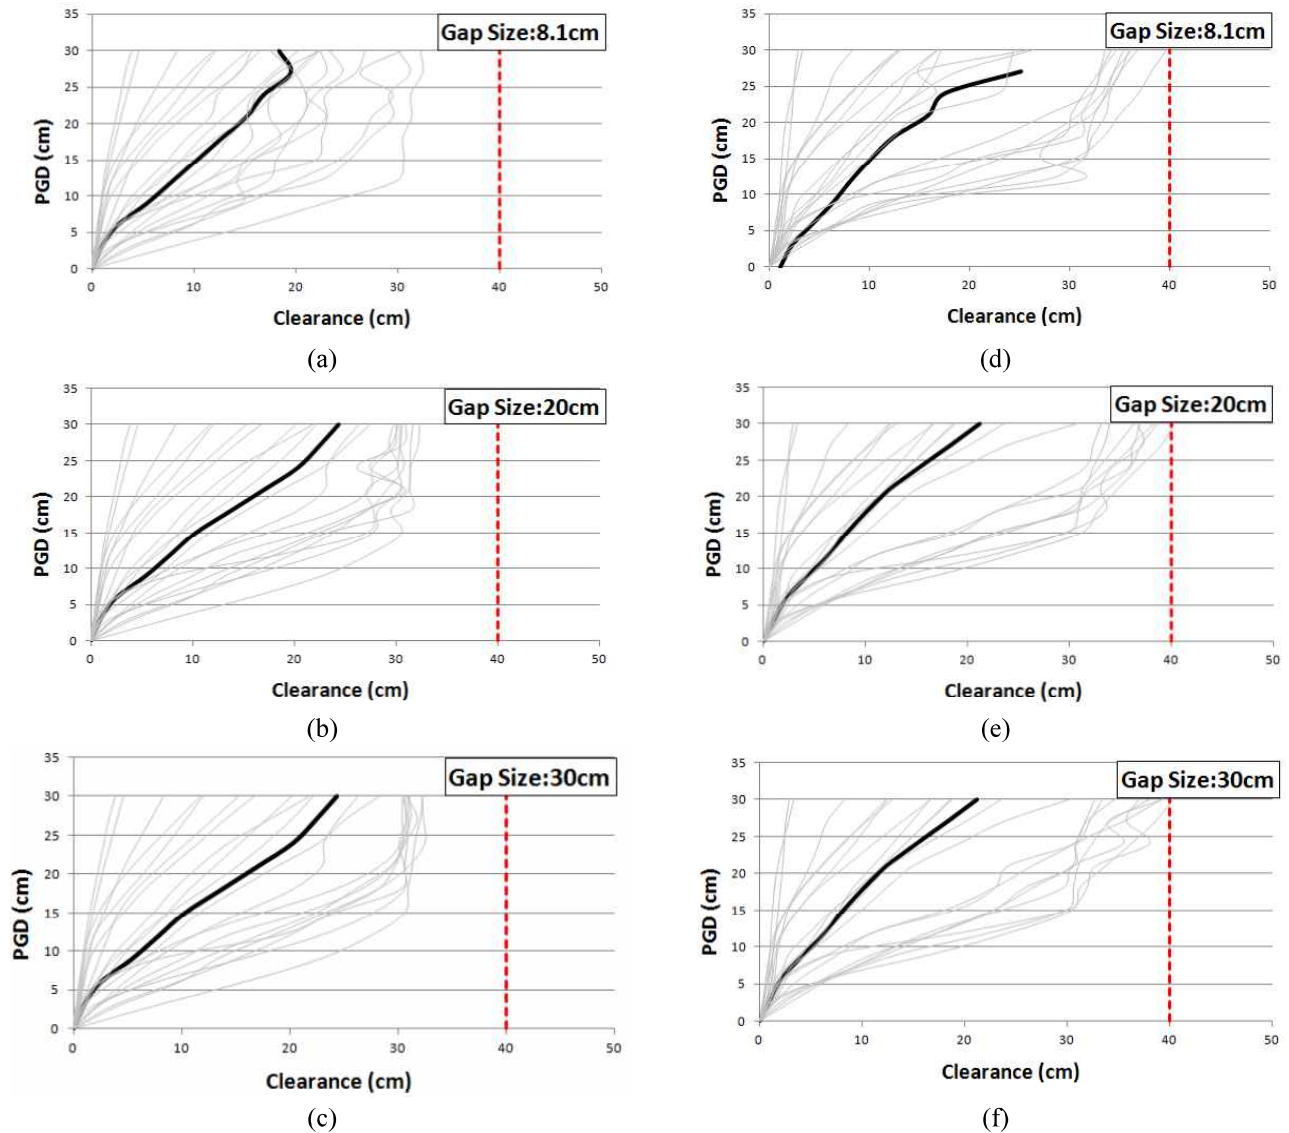 Gap Size:8.1cm
35
30
25
20
15
10
5
0
PGD (cm)
0 10 20 30 40 50
Clearance (cm)
(a)
Gap Size:8.1cm
35
30
25
20
15
10
5
0
PGD (cm)
0 10 20 30 40 50
Clearance (cm)
(d)
Gap Size:20cm
35
30
25
20
15
10
5
0
PGD (cm)
0 10 20 30 40 50
Clearance (cm)
(b)
Gap Size:20cm
35
30
25
20
15
10
5
0
PGD (cm)
0 10 20 30 40 50
Clearance (cm)
(e)
Gap Size:30cm
35
30
25
20
15
10
5
0
PGD (cm)
0 10 20 30 40 50
Clearance (cm)
(c)
Gap Size:30cm
35
30
25
20
15
10
5
0
PGD (cm)
0 10 20 30 40 50
Clearance (cm)
(f)